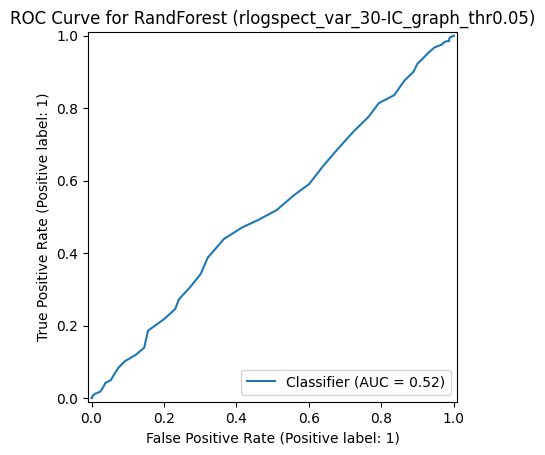 ROC Curve for RandForest (rlogspect_var_30-IC_graph_thr0.05)
1.0
0.8
0.6
0.4
0.2
0.0
True Positive Rate (Positive label: 1)
Classifier (AUC = 0.52)
0.0 0.2 0.4 0.6 0.8 1.0
False Positive Rate (Positive label: 1)